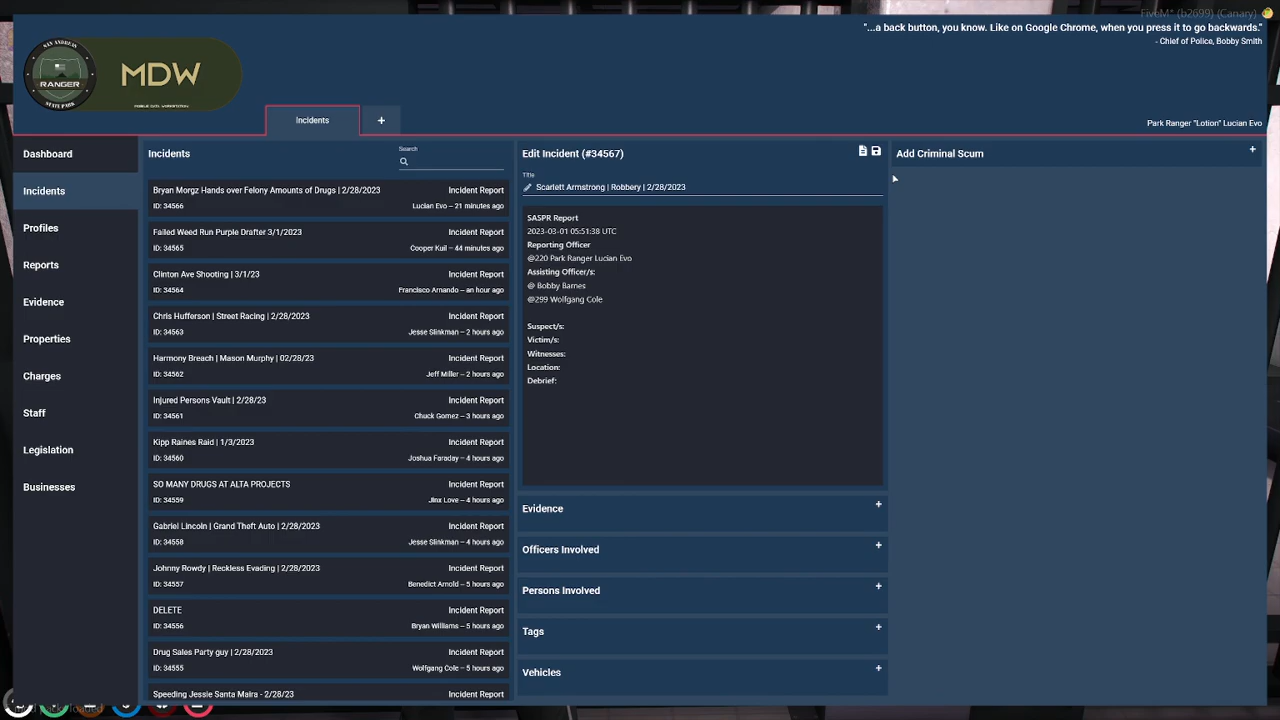 FiveM® (b2699) (Canary)
"...a back button, you know. Like on Google Chrome, when you press it to go backwards."
- Chief of Police, Bobby Smith
SAN ANDREAS
RANGER
STATE PARK
MDW
Incidents
+
Park Ranger "Lotion" Lucian Evo
Dashboard
Incidents
Profiles
Reports
Evidence
Properties
Charges
Staff
Legislation
Businesses
Incidents
Search
Bryan Morgz Hands over Felony Amounts of Drugs | 2/28/2023 Incident Report
ID: 34566 Lucian Evo – 21 minutes ago
Failed Weed Run Purple Drafter 3/1/2023 Incident Report
ID: 34565 Cooper Kuil – 44 minutes ago
Clinton Ave Shooting | 3/1/23 Incident Report
ID: 34564 Francisco Arnando – an hour ago
Chris Hufferson | Street Racing | 2/28/2023 Incident Report
ID: 34563 Jesse Slinkman – 2 hours ago
Harmony Breach | Mason Murphy | 02/28/23 Incident Report
ID: 34562 Jeff Miller – 2 hours ago
Injured Persons Vault | 2/28/23 Incident Report
ID: 34561 Chuck Gomez – 3 hours ago
Kipp Raines Raid | 1/3/2023 Incident Report
ID: 34560 Joshua Faraday – 4 hours ago
SO MANY DRUGS AT ALTA PROJECTS Incident Report
ID: 34559 Jinx Love – 4 hours ago
Gabriel Lincoln | Grand Theft Auto | 2/28/2023 Incident Report
ID: 34558 Jesse Slinkman – 4 hours ago
Johnny Rowdy | Reckless Evading | 2/28/2023 Incident Report
ID: 34557 Benedict Arnold – 5 hours ago
DELETE Incident Report
ID: 34556 Bryan Williams – 5 hours ago
Drug Sales Party guy | 2/28/2023 Incident Report
ID: 34555 Wolfgang Cole – 5 hours ago
Speeding Jessie Santa Maira - 2/28/23 Incident Report
Edit Incident (#34567)
Title
Scarlett Armstrong | Robbery | 2/28/2023
SASPR Report
2023-03-01 05:51:38 UTC
Reporting Officer
@220 Park Ranger Lucian Evo
Assisting Officer/s:
@ Bobby Barnes
@299 Wolfgang Cole
Suspect/s:
Victim/s:
Witnesses:
Location:
Debrief:
Evidence +
Officers Involved +
Persons Involved +
Tags +
Vehicles +
Add Criminal Scum +